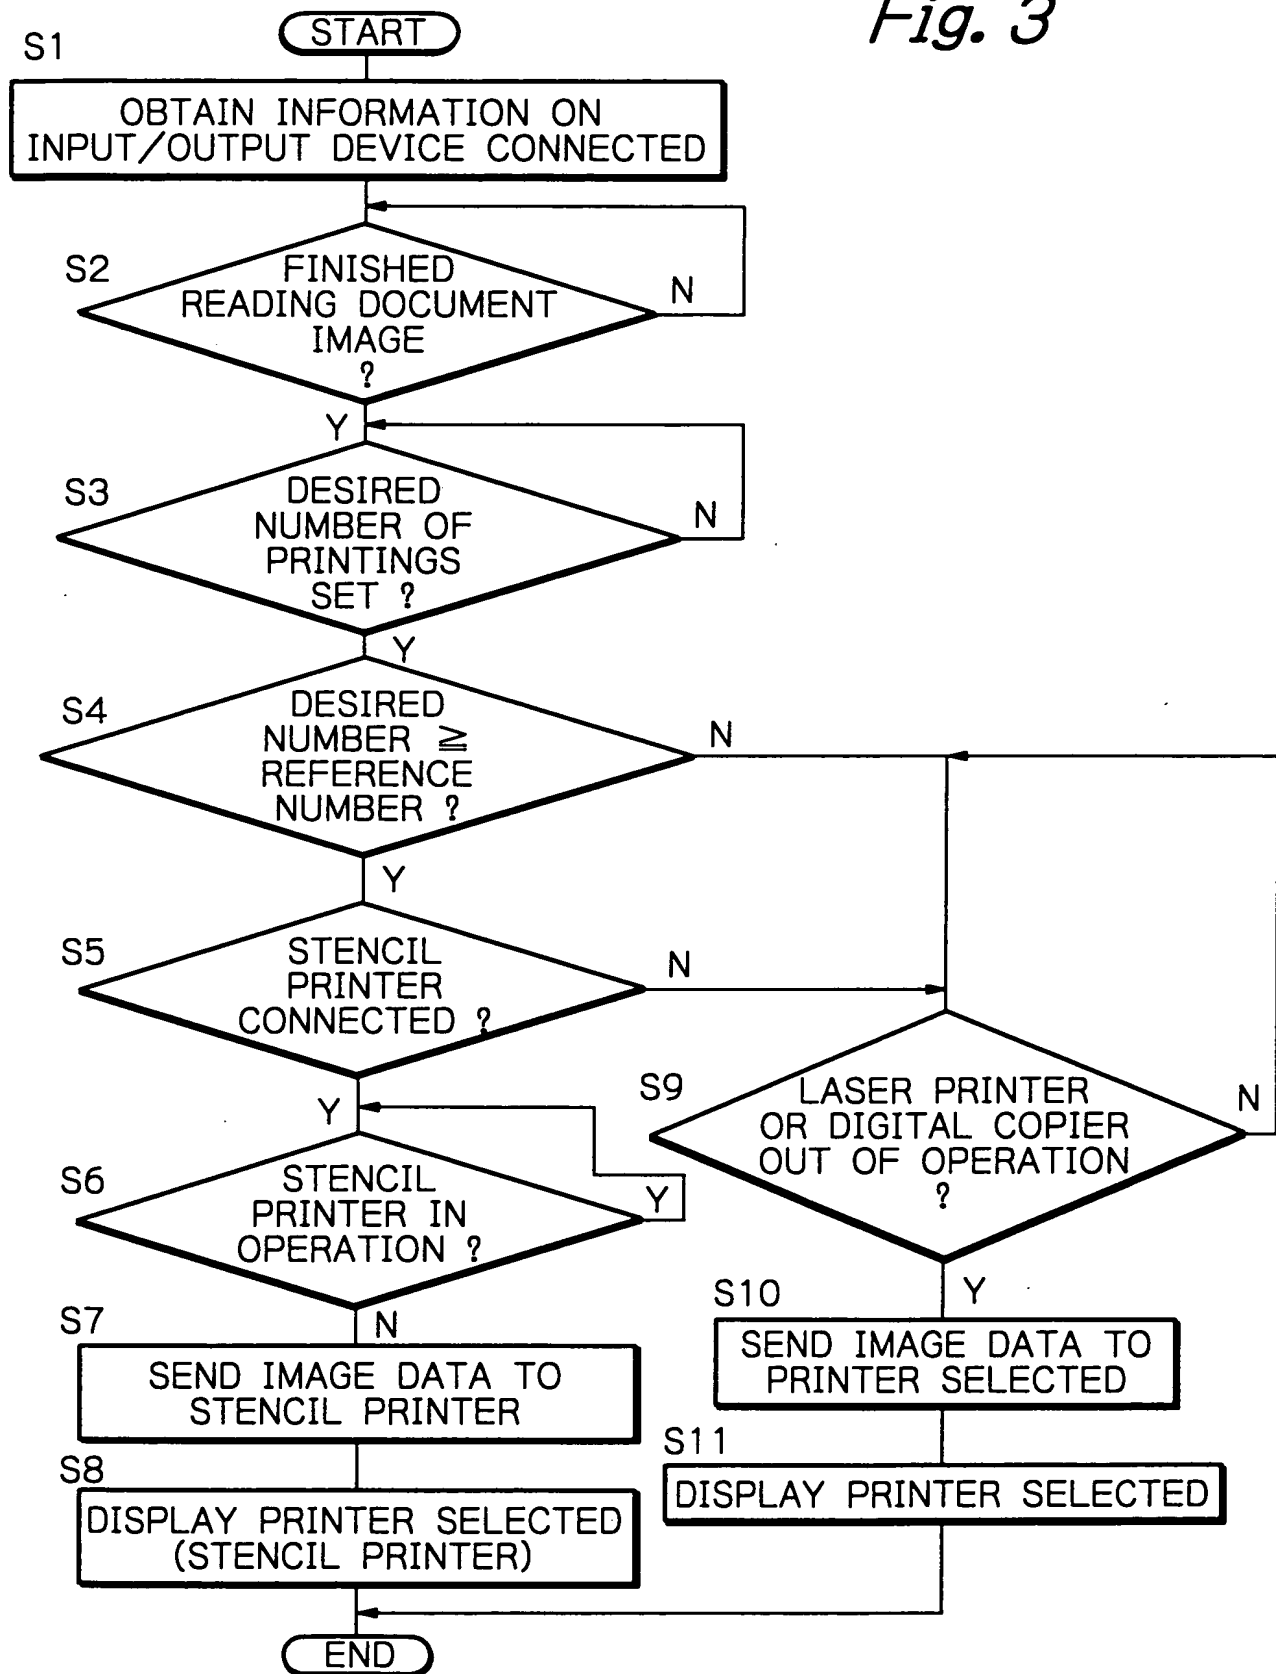 Fig. 3
START
S1
OBTAIN INFORMATION ON
INPUT/OUTPUT DEVICE CONNECTED
S2
FINISHED
READING DOCUMENT
IMAGE
?
N
Y
S3
DESIRED
NUMBER OF
PRINTINGS
SET ?
N
Y
S4
DESIRED
NUMBER ≧
REFERENCE
NUMBER ?
N
Y
S5
STENCIL
PRINTER
CONNECTED ?
N
Y
S6
STENCIL
PRINTER IN
OPERATION ?
Y
N
S7
SEND IMAGE DATA TO
STENCIL PRINTER
S8
DISPLAY PRINTER SELECTED
(STENCIL PRINTER)
S9
LASER PRINTER
OR DIGITAL COPIER
OUT OF OPERATION
?
N
Y
S10
SEND IMAGE DATA TO
PRINTER SELECTED
S11
DISPLAY PRINTER SELECTED
END